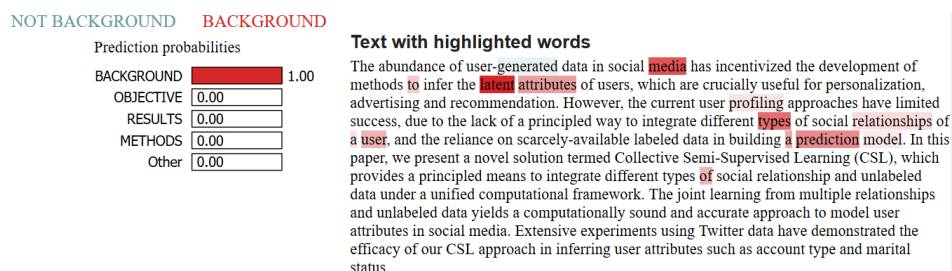 NOT BACKGROUND BACKGROUND
Prediction probabilities
BACKGROUND 1.00
OBJECTIVE 0.00
RESULTS 0.00
METHODS 0.00
Other 0.00
Text with highlighted words
The abundance of user-generated data in social media has incentivized the development of
methods to infer the latent attributes of users, which are crucially useful for personalization,
advertising and recommendation. However, the current user profiling approaches have limited
success, due to the lack of a principled way to integrate different types of social relationships of
a user, and the reliance on scarcely-available labeled data in building a prediction model. In this
paper, we present a novel solution termed Collective Semi-Supervised Learning (CSL), which
provides a principled means to integrate different types of social relationship and unlabeled
data under a unified computational framework. The joint learning from multiple relationships
and unlabeled data yields a computationally sound and accurate approach to model user
attributes in social media. Extensive experiments using Twitter data have demonstrated the
efficacy of our CSL approach in inferring user attributes such as account type and marital
status.